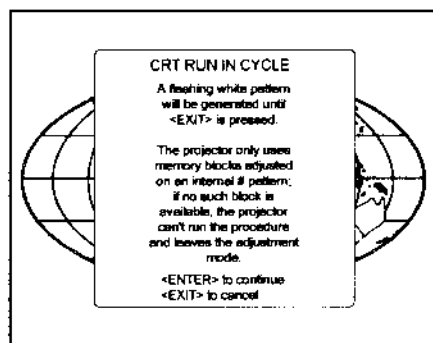 CRT RUN IN CYCLE
A flashing white pattern
will be generated until
<EXIT> is pressed.
The projector only uses
memory blocks adjusted
on an internal # pattern;
if no such block is
available, the projector
can't run the procedure
and leaves the adjustment
mode.
<ENTER> to continue
<EXIT> to cancel